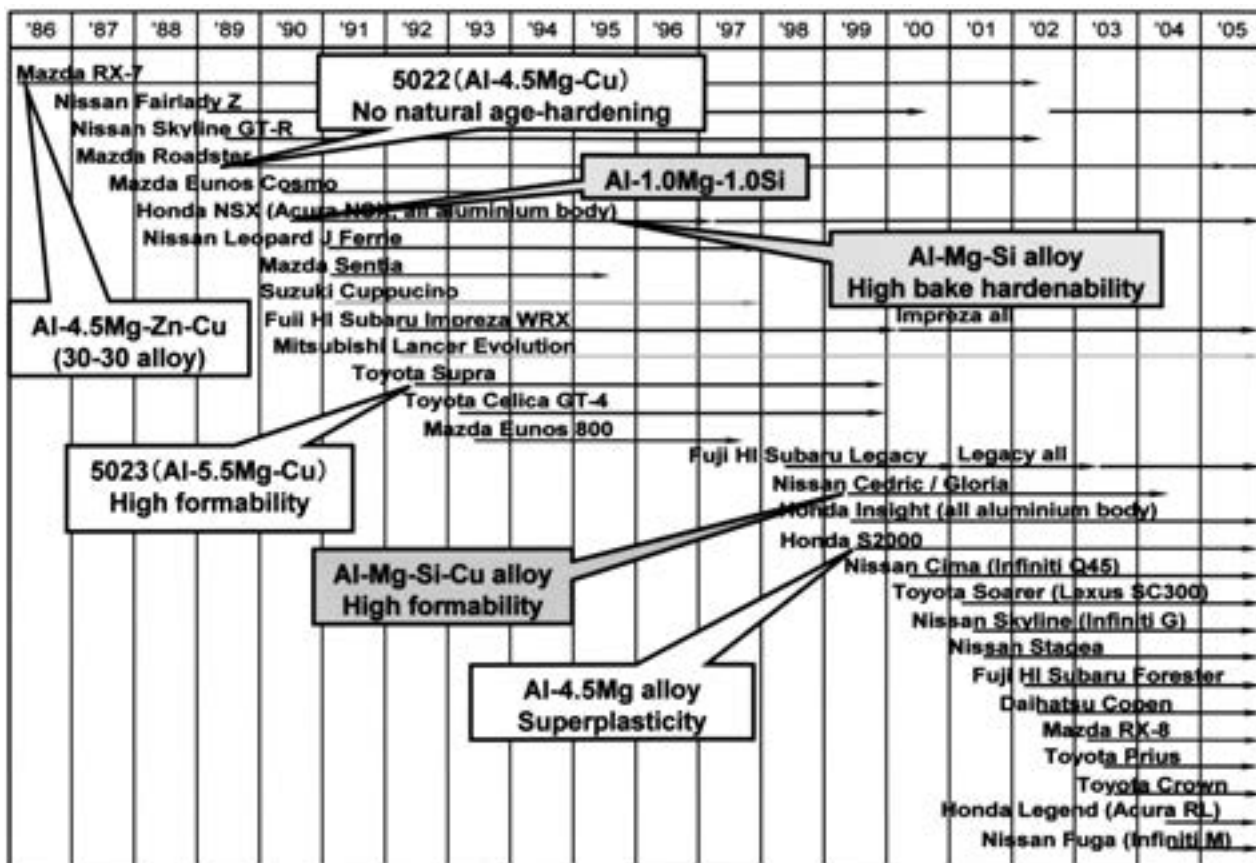 '86 '87 '88 '89 '90 '91 '92 '93 '94 '95 '96 '97 '98 '99 '00 '01 '02 '03 '04 '05
Mazda RX-7
5022(Al-4.5Mg-Cu)
No natural age-hardening
Nissan Fairlady Z
Nissan Skyline GT-R
Mazda Roadster
Mazda Eunos Cosmo
Al-1.0Mg-1.0Si
Honda NSX (Acura NSX, all aluminium body)
Nissan Leopard J Ferrie
Al-Mg-Si alloy
High bake hardenability
Mazda Sentia
Suzuki Cuppucino
Fuji HI Subaru Impreza WRX
Impreza all
Al-4.5Mg-Zn-Cu
(30-30 alloy)
Mitsubishi Lancer Evolution
Toyota Supra
Toyota Celica GT-4
Mazda Eunos 800
5023(Al-5.5Mg-Cu)
High formability
Fuji HI Subaru Legacy
Legacy all
Nissan Cedric / Gloria
Honda Insight (all aluminium body)
Honda S2000
Al-Mg-Si-Cu alloy
High formability
Nissan Cima (Infiniti Q45)
Toyota Soarer (Lexus SC300)
Nissan Skyline (Infiniti G)
Nissan Stagea
Al-4.5Mg alloy
Superplasticity
Fuji HI Subaru Forester
Daihatsu Copen
Mazda RX-8
Toyota Prius
Toyota Crown
Honda Legend (Acura RL)
Nissan Fuga (Infiniti M)